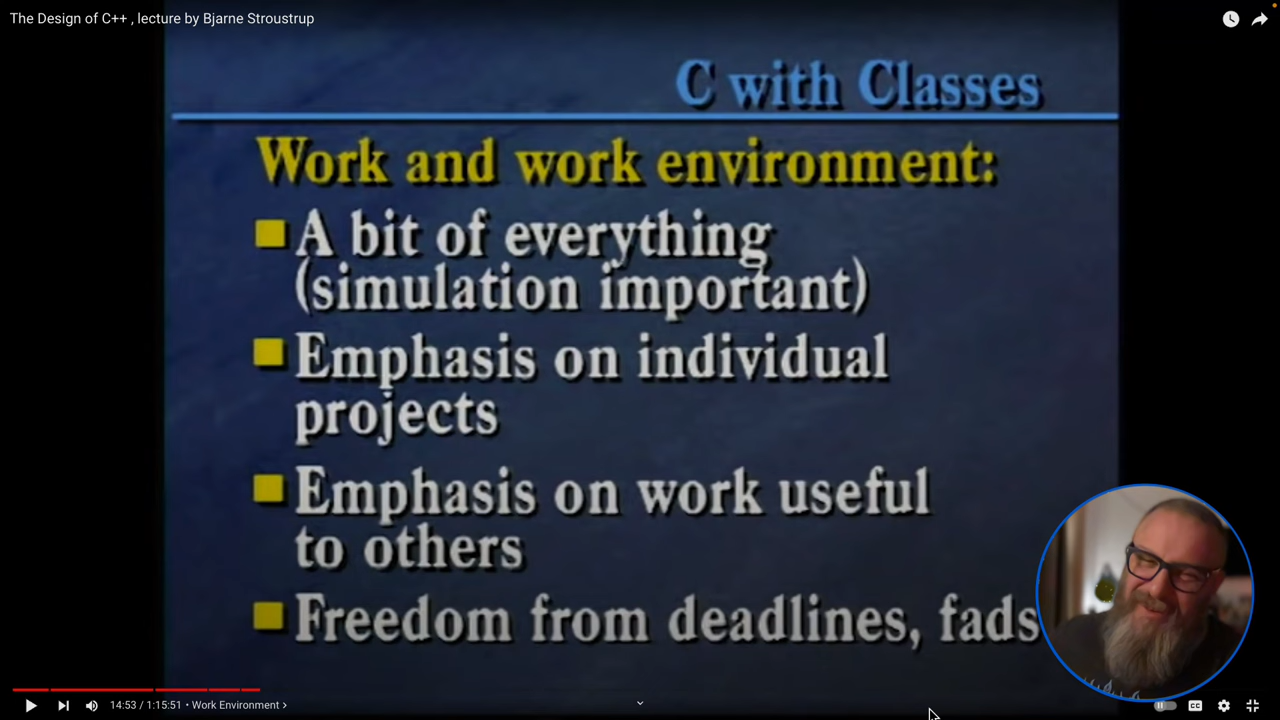 The Design of C++ , lecture by Bjarne Stroustrup
C with Classes
Work and work environment:
A bit of everything
(simulation important)
Emphasis on individual
projects
Emphasis on work useful
to others
Freedom from deadlines, fads
14:53 / 1:15:51 • Work Environment ›
CC